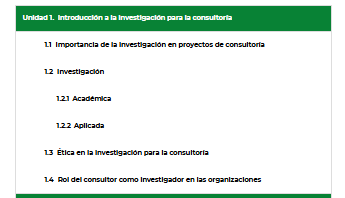 Unidad 1. Introducción a la investigación para la consultoría
1.1 Importancia de la investigación en proyectos de consultoría
1.2 Investigación
1.2.1 Académica
1.2.2 Aplicada
1.3 Ética en la investigación para la consultoría
1.4 Rol del consultor como investigador en las organizaciones